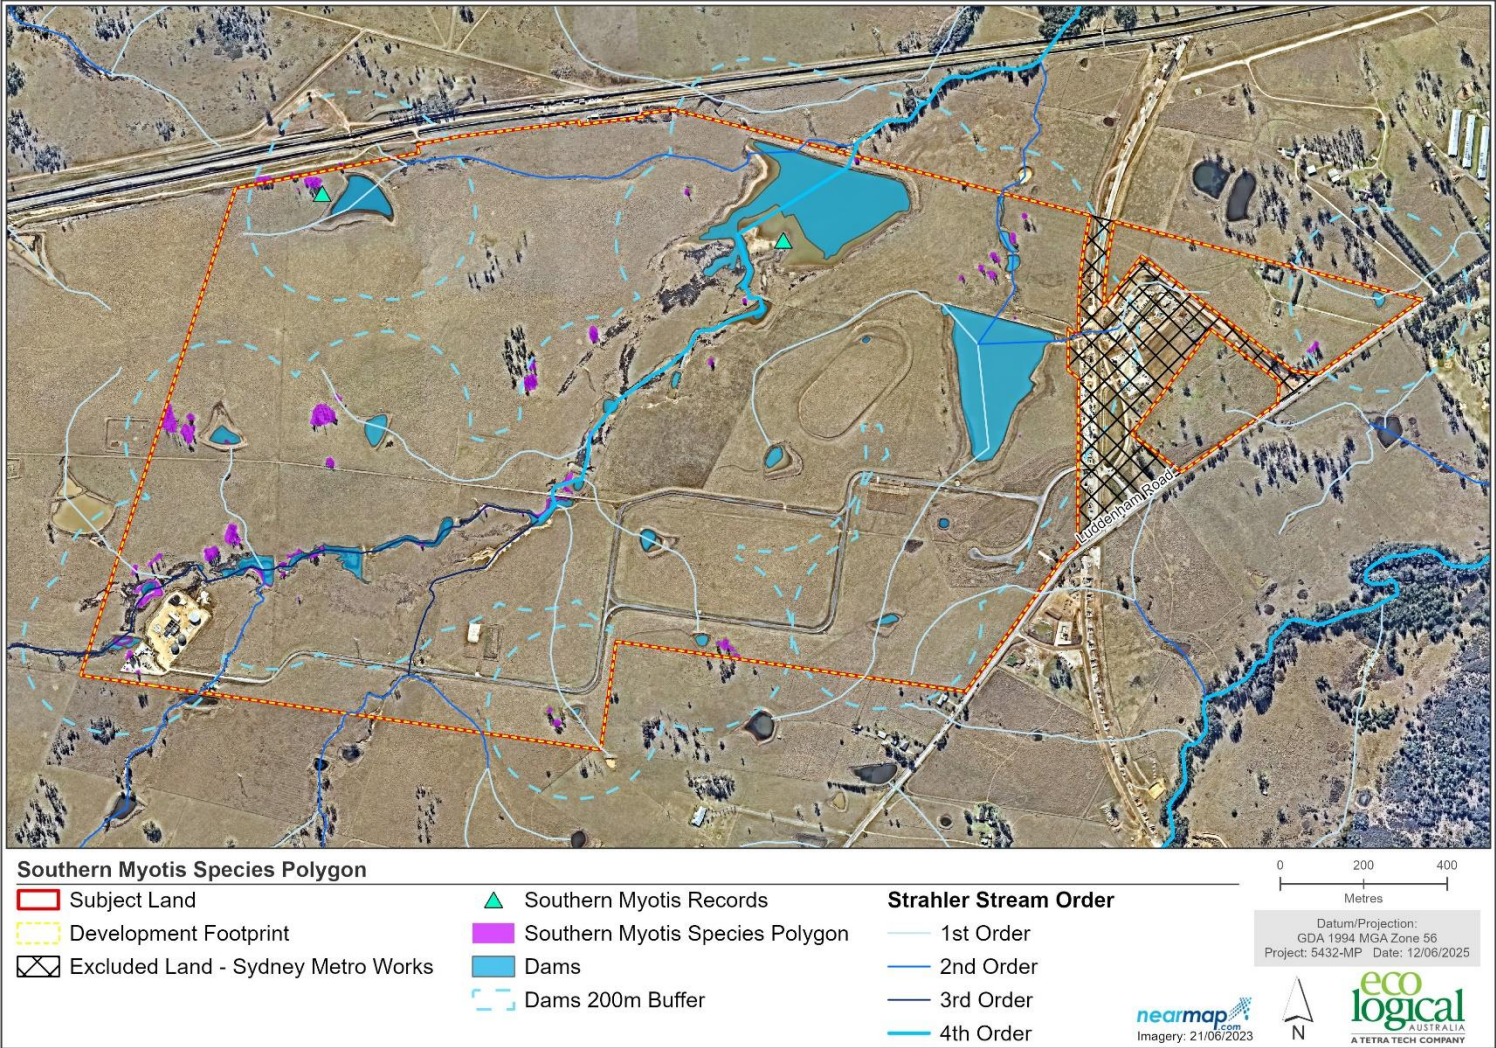 Luddenham Road
Southern Myotis Species Polygon
Subject Land
Development Footprint
Excluded Land - Sydney Metro Works
Southern Myotis Records
Southern Myotis Species Polygon
Dams
Dams 200m Buffer
Strahler Stream Order
1st Order
2nd Order
3rd Order
4th Order
0 200 400
Metres
Datum/Projection:
GDA 1994 MGA Zone 56
Project: 5432-MP Date: 12/06/2025
nearmap
.com
Imagery: 21/06/2023
N
eco
logical
AUSTRALIA
A TETRA TECH COMPANY